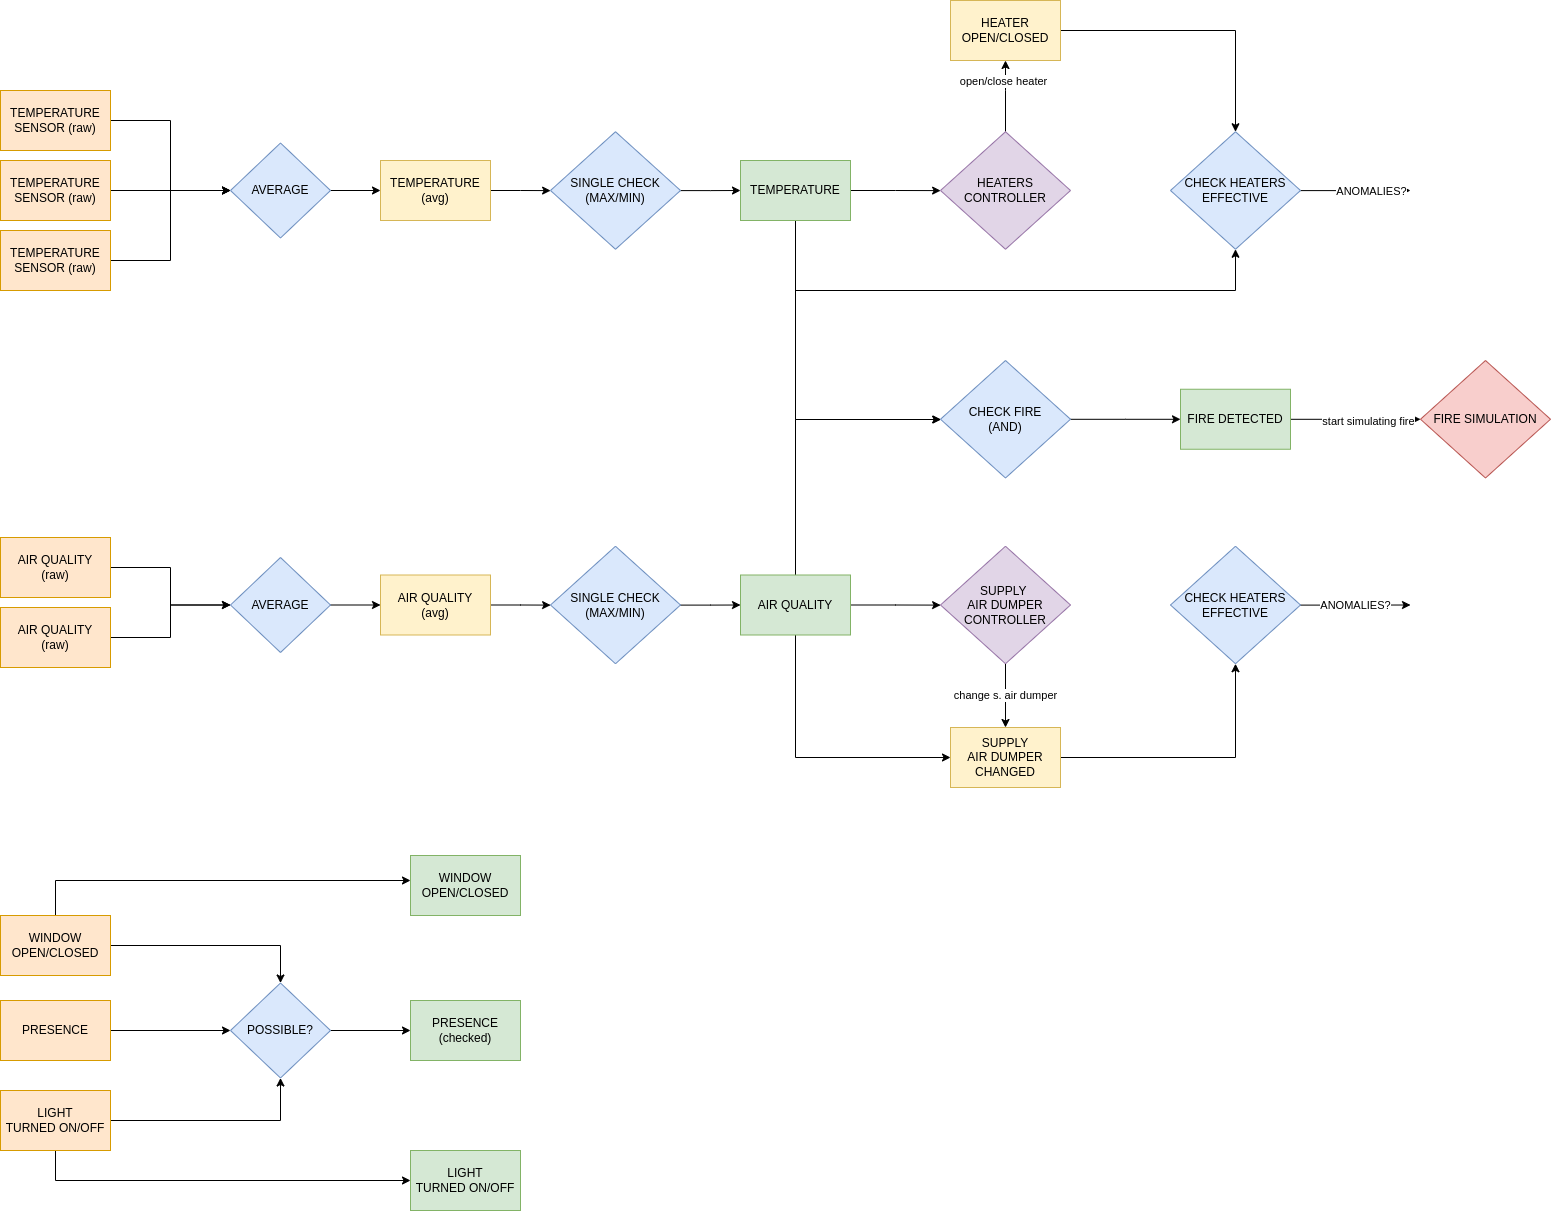 HEATER
OPEN/CLOSED
open/close heater
TEMPERATURE
SENSOR (raw)
TEMPERATURE
SENSOR (raw)
TEMPERATURE
SENSOR (raw)
AVERAGE
TEMPERATURE
(avg)
SINGLE CHECK
(MAX/MIN)
TEMPERATURE
HEATERS
CONTROLLER
CHECK HEATERS
EFFECTIVE
ANOMALIES?
CHECK FIRE
(AND)
FIRE DETECTED
start simulating fire
FIRE SIMULATION
AIR QUALITY
(raw)
AIR QUALITY
(raw)
AVERAGE
AIR QUALITY
(avg)
SINGLE CHECK
(MAX/MIN)
AIR QUALITY
SUPPLY
AIR DUMPER
CONTROLLER
CHECK HEATERS
EFFECTIVE
ANOMALIES?
change s. air dumper
SUPPLY
AIR DUMPER
CHANGED
WINDOW
OPEN/CLOSED
WINDOW
OPEN/CLOSED
PRESENCE
POSSIBLE?
PRESENCE
(checked)
LIGHT
TURNED ON/OFF
LIGHT
TURNED ON/OFF